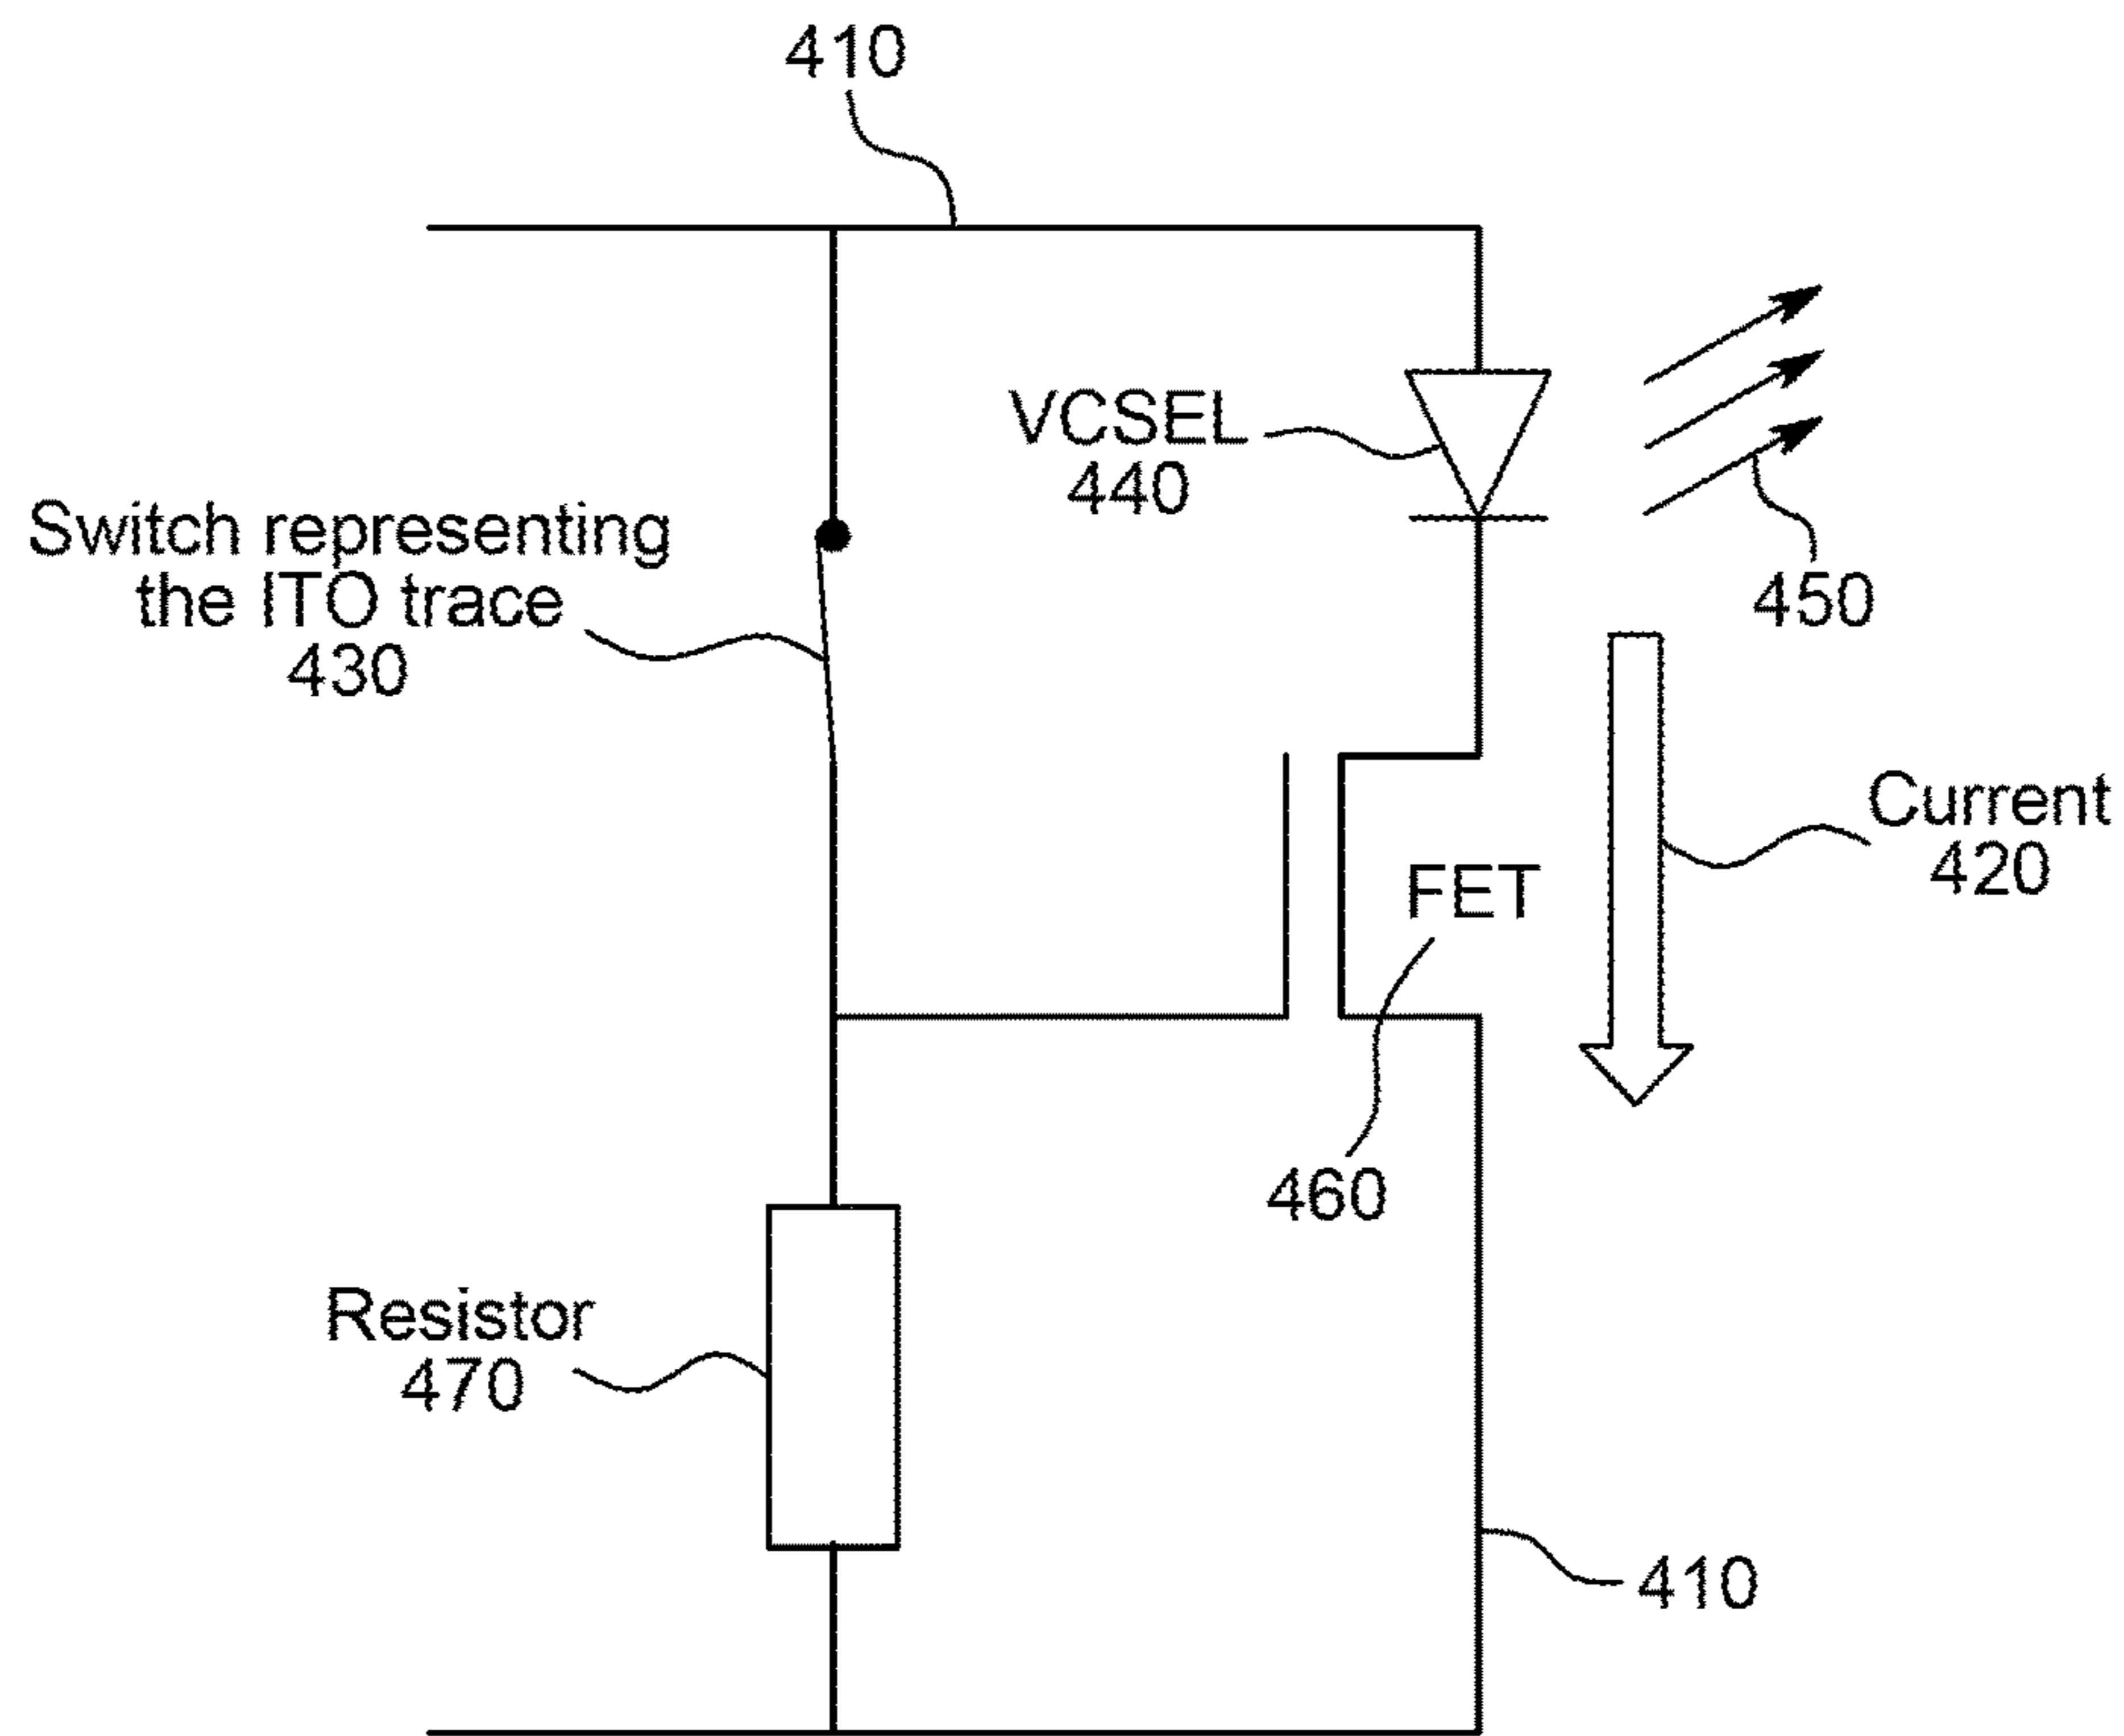 410
VCSEL
440
Switch representing
the ITO trace
430
450
Current
420
FET
460
Resistor
470
410